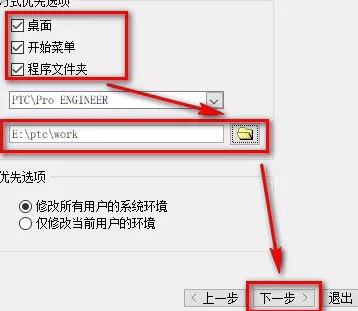 方式优先选项
桌面
开始菜单
程序文件夹
PTC\Pro ENGINEER
E:\ptc\work
优先选项
修改所有用户的系统环境
仅修改当前用户的环境
< 上一步
下一步 >
退出